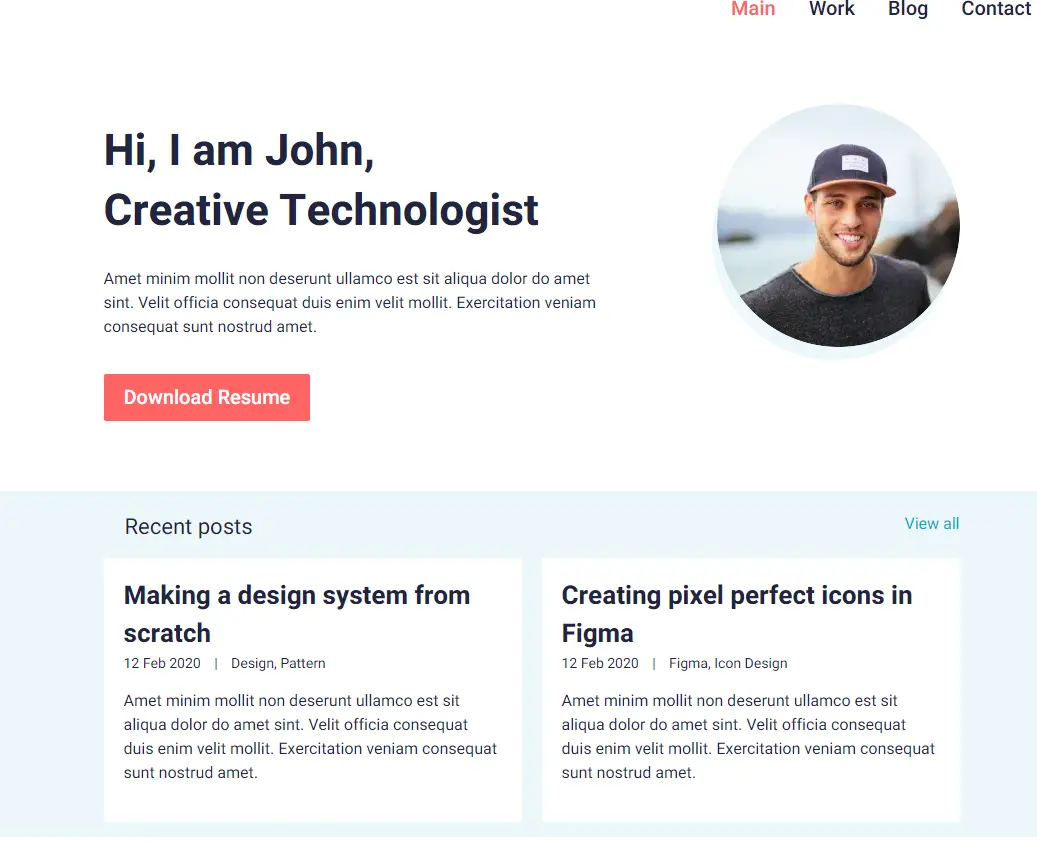 Main Work Blog Contact
Hi, I am John,
Creative Technologist
Amet minim mollit non deserunt ullamco est sit aliqua dolor do amet
sint. Velit officia consequat duis enim velit mollit. Exercitation veniam
consequat sunt nostrud amet.
Download Resume
Recent posts
View all
Making a design system from
scratch
12 Feb 2020 | Design, Pattern
Amet minim mollit non deserunt ullamco est sit
aliqua dolor do amet sint. Velit officia consequat
duis enim velit mollit. Exercitation veniam consequat
sunt nostrud amet.
Creating pixel perfect icons in
Figma
12 Feb 2020 | Figma, Icon Design
Amet minim mollit non deserunt ullamco est sit
aliqua dolor do amet sint. Velit officia consequat
duis enim velit mollit. Exercitation veniam consequat
sunt nostrud amet.